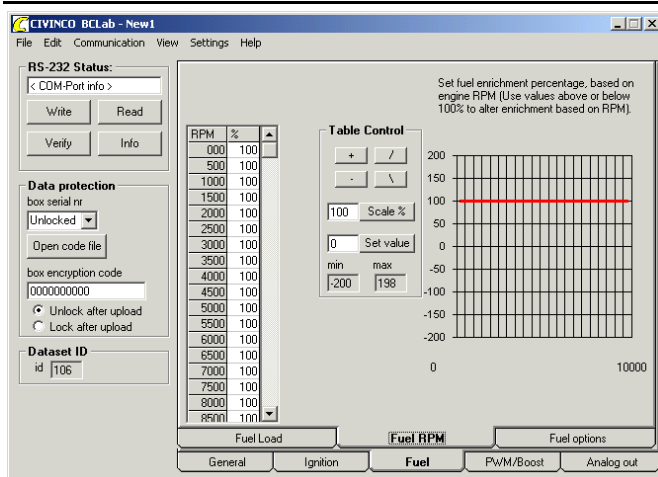 CIVINCO BCLab - New1
File Edit Communication View Settings Help
RS-232 Status:
< COM-Port info >
Write Read
Verify Info
Data protection
box serial nr
Unlocked
Open code file
box encryption code
0000000000
Unlock after upload
Lock after upload
Dataset ID
id 106
RPM %
000 100
500 100
1000 100
1500 100
2000 100
2500 100
3000 100
3500 100
4000 100
4500 100
5000 100
5500 100
6000 100
6500 100
7000 100
7500 100
8000 100
8500 100
Table Control
+ /
- \
100 Scale %
0 Set value
min max
-200 198
Set fuel enrichment percentage, based on
engine RPM (Use values above or below
100% to alter enrichment based on RPM).
200
150
100
50
0
-50
-100
-150
-200
0 10000
Fuel Load Fuel RPM Fuel options
General Ignition Fuel PWM/Boost Analog out